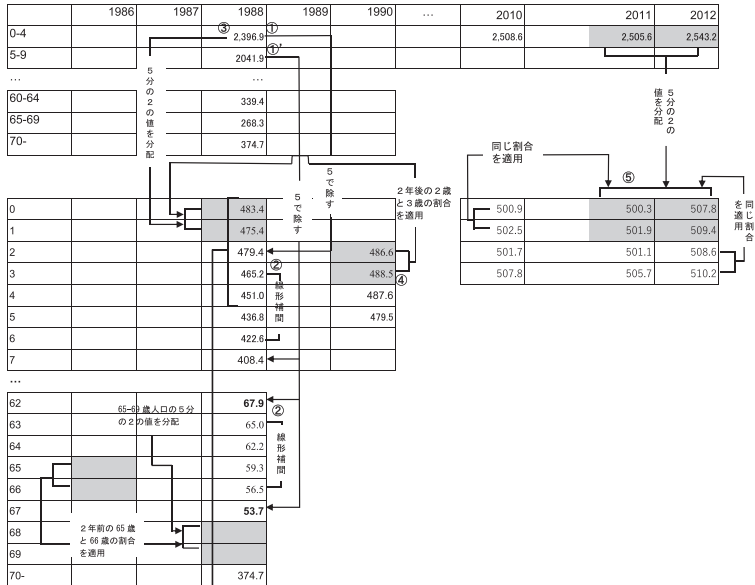 1986 1987 1988 1989 1990 … 2010 2011 2012
0-4 ③ 2,396.9 ① 2,508.6 2,505.6 2,543.2
5-9 2041.9 ①'
… …
60-64 339.4
65-69 268.3
70- 374.7
5分の2の値を分配
5分の2の
値を分配
同じ割合
を適用
⑤
同じ割合
を適用
2年後の2歳
と3歳の割合
を適用
5で除す
5で除す
0 483.4 500.9 500.3 507.8
1 475.4 502.5 501.9 509.4
2 479.4 486.6 501.7 501.1 508.6
3 465.2 ② 488.5 ④ 507.8 505.7 510.2
4 451.0 487.6
5 436.8 479.5
6 422.6
7 408.4
線形補間
…
62 67.9
63 65.0 ②
64 62.2
65 59.3
66 56.5
67 53.7
68
69
70- 374.7
線形補間
65-69歳人口の5分
の2の値を分配
2年前の65歳
と66歳の割合
を適用